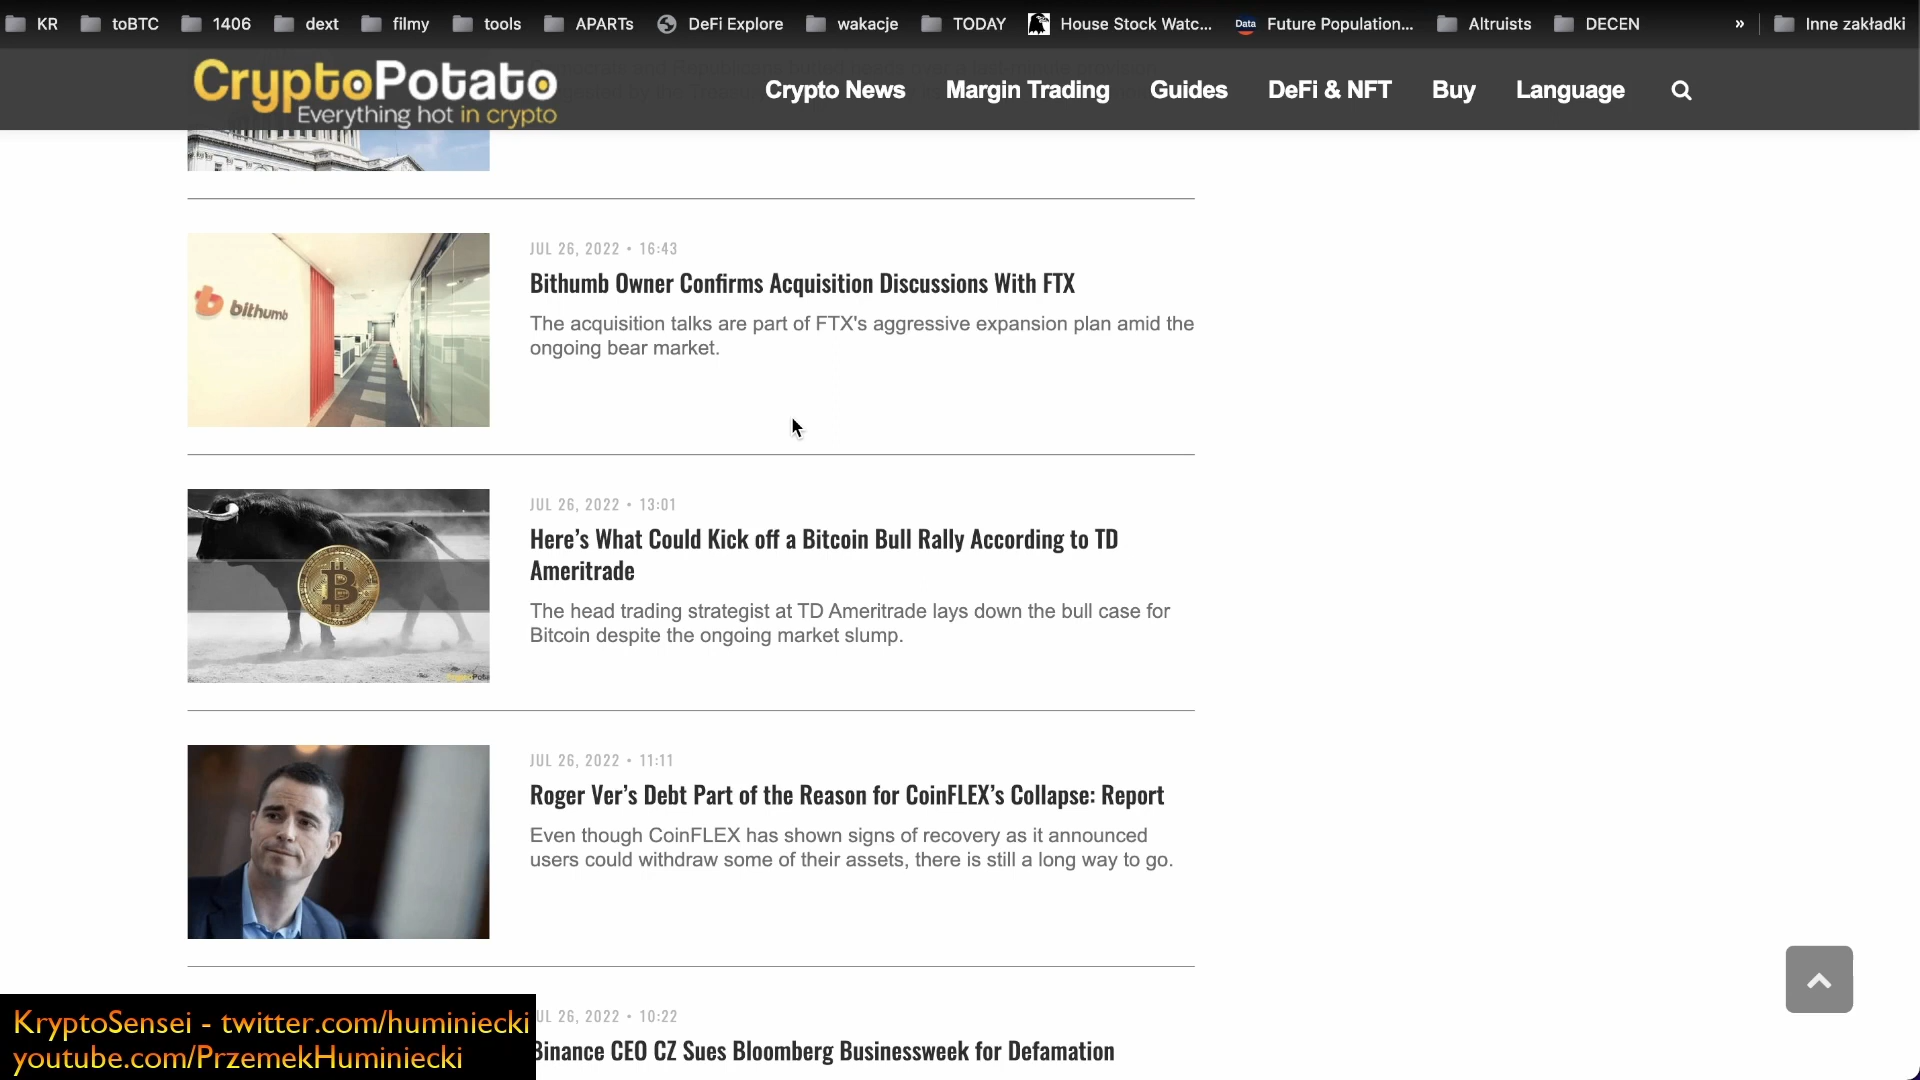 KR
toBTC
1406
dext
filmy
tools
APARTs
DeFi Explore
wakacje
TODAY
House Stock Watc...
Data
Future Population...
Altruists
DECEN
»
Inne zakładki
CryptoPotato
Everything hot in crypto
Crypto News
Margin Trading
Guides
DeFi & NFT
Buy
Language
bithumb
JUL 26, 2022 • 16:43
Bithumb Owner Confirms Acquisition Discussions With FTX
The acquisition talks are part of FTX's aggressive expansion plan amid the
ongoing bear market.
JUL 26, 2022 • 13:01
Here’s What Could Kick off a Bitcoin Bull Rally According to TD
Ameritrade
The head trading strategist at TD Ameritrade lays down the bull case for
Bitcoin despite the ongoing market slump.
JUL 26, 2022 • 11:11
Roger Ver’s Debt Part of the Reason for CoinFLEX’s Collapse: Report
Even though CoinFLEX has shown signs of recovery as it announced
users could withdraw some of their assets, there is still a long way to go.
UL 26, 2022 • 10:22
Binance CEO CZ Sues Bloomberg Businessweek for Defamation
KryptoSensei - twitter.com/huminiecki
youtube.com/PrzemekHuminiecki